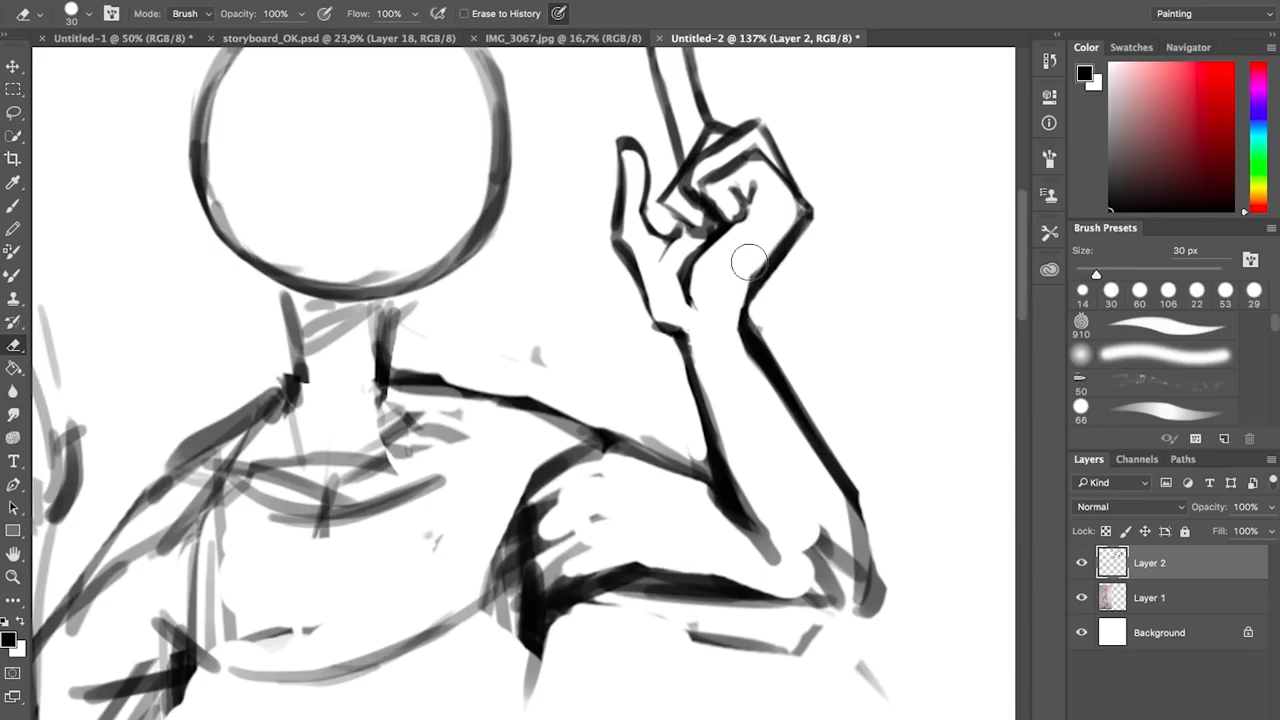 30 Mode: Brush Opacity: 100% Flow: 100% Erase to History Painting
Untitled-1 @ 50% (RGB/8) * storyboard_OK.psd @ 23,9% (Layer 18, RGB/8) IMG_3067.jpg @ 16,7% (RGB/8) Untitled-2 @ 137% (Layer 2, RGB/8) *
Color Swatches Navigator
Brush Presets
Size: 30 px
14 30 60 106 22 53 29
910
50
66
Layers Channels Paths
Kind
Normal Opacity: 100%
Lock: Fill: 100%
Layer 2
Layer 1
Background